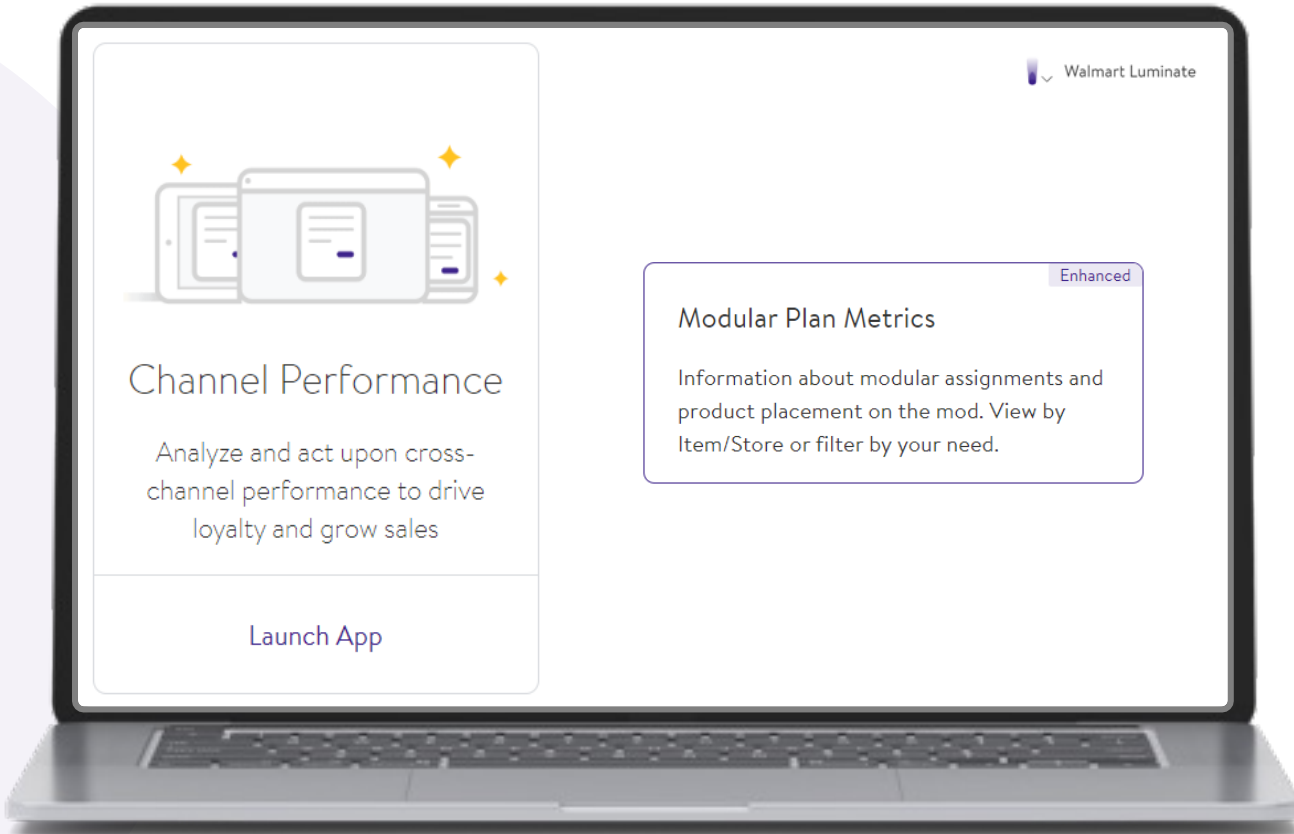 Walmart Luminate
Channel Performance
Analyze and act upon cross-
channel performance to drive
loyalty and grow sales
Launch App
Enhanced
Modular Plan Metrics
Information about modular assignments and
product placement on the mod. View by
Item/Store or filter by your need.